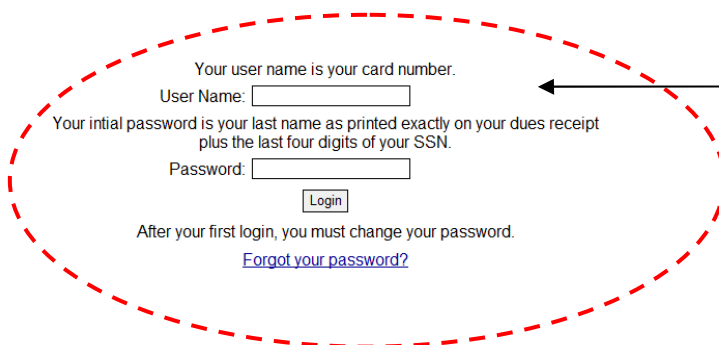 Your user name is your card number.
User Name:
Your intial password is your last name as printed exactly on your dues receipt
plus the last four digits of your SSN.
Password:
Login
After your first login, you must change your password.
Forgot your password?